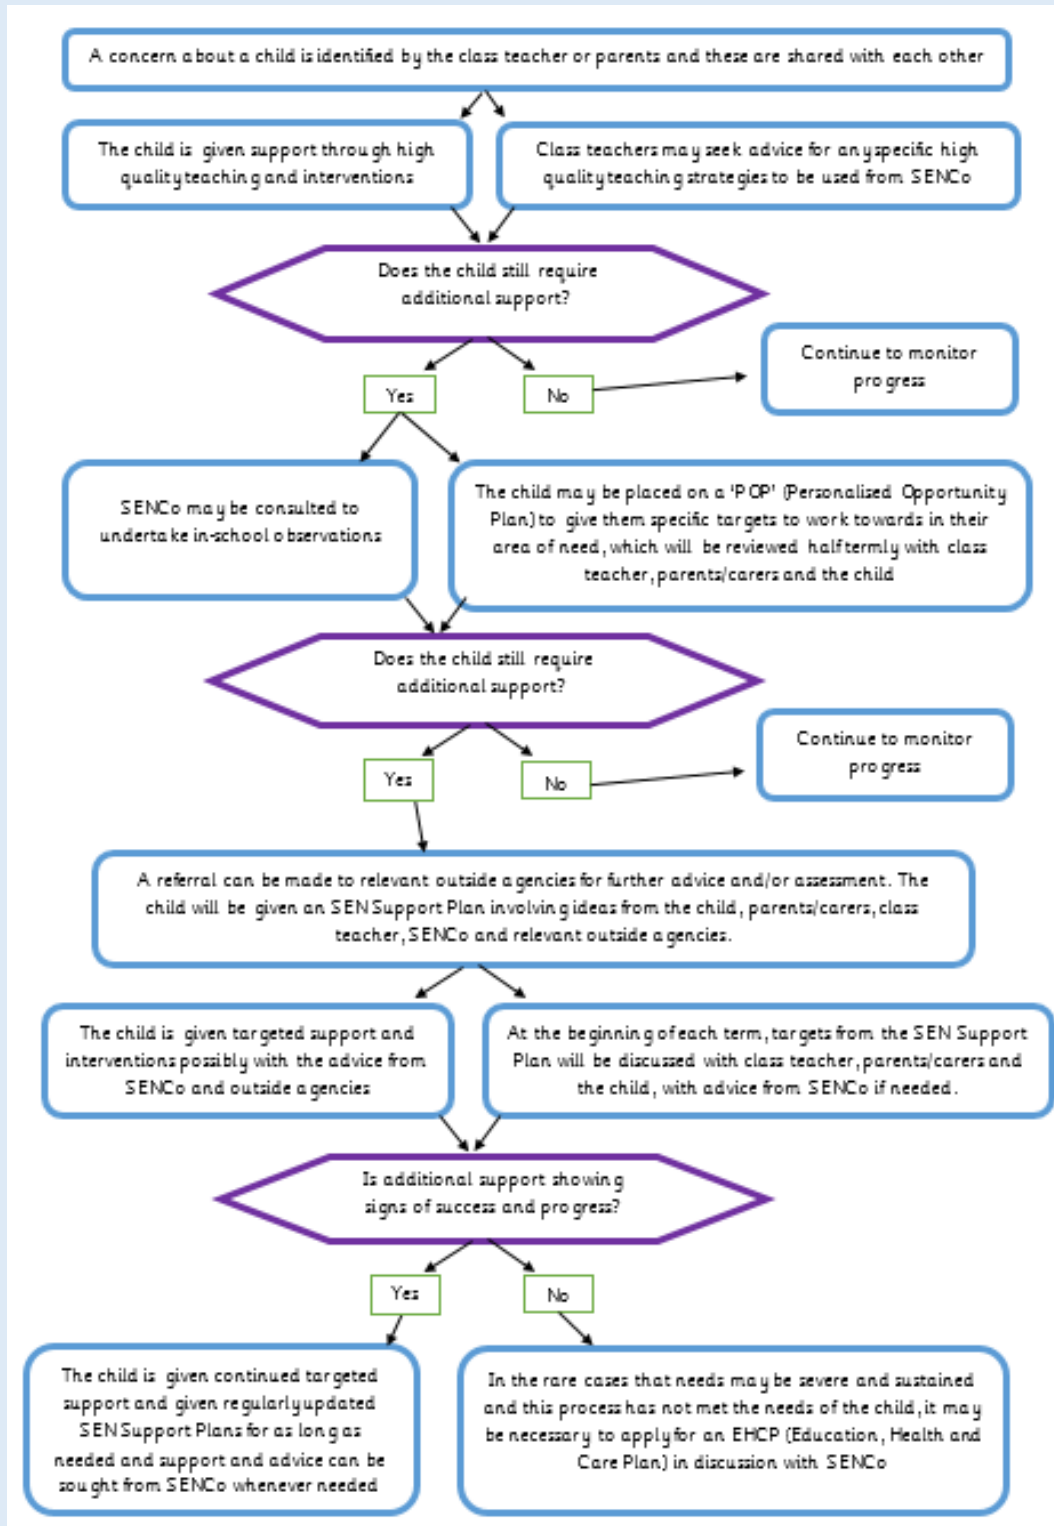 A concern about a child is identified by the class teacher or parents and these are shared with each other
The child is given support through high
quality teaching and interventions
Class teachers may seek advice for any specific high
quality teaching strategies to be used from SENCo
Does the child still require
additional support?
Yes
No
Continue to monitor
progress
SENCo may be consulted to
undertake in-school observations
The child may be placed on a 'POP' (Personalised Opportunity
Plan) to give them specific targets to work towards in their
area of need, which will be reviewed half termly with class
teacher, parents/carers and the child
Does the child still require
additional support?
Yes
No
Continue to monitor
progress
A referral can be made to relevant outside agencies for further advice and/or assessment. The
child will be given an SEN Support Plan involving ideas from the child, parents/carers, class
teacher, SENCo and relevant outside agencies.
The child is given targeted support and
interventions possibly with the advice from
SENCo and outside agencies
At the beginning of each term, targets from the SEN Support
Plan will be discussed with class teacher, parents/carers and
the child, with advice from SENCo if needed.
Is additional support showing
signs of success and progress?
Yes
No
The child is given continued targeted
support and given regularly updated
SEN Support Plans for as long as
needed and support and advice can be
sought from SENCo whenever needed
In the rare cases that needs may be severe and sustained
and this process has not met the needs of the child, it may
be necessary to apply for an EHCP (Education, Health and
Care Plan) in discussion with SENCo